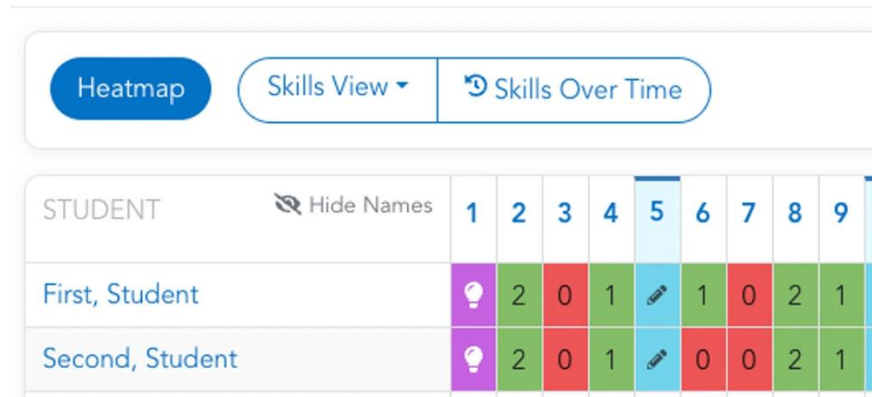 Heatmap Skills View Skills Over Time
STUDENT Hide Names 1 2 3 4 5 6 7 8 9
First, Student 2 0 1 1 0 2 1
Second, Student 2 0 1 0 0 2 1